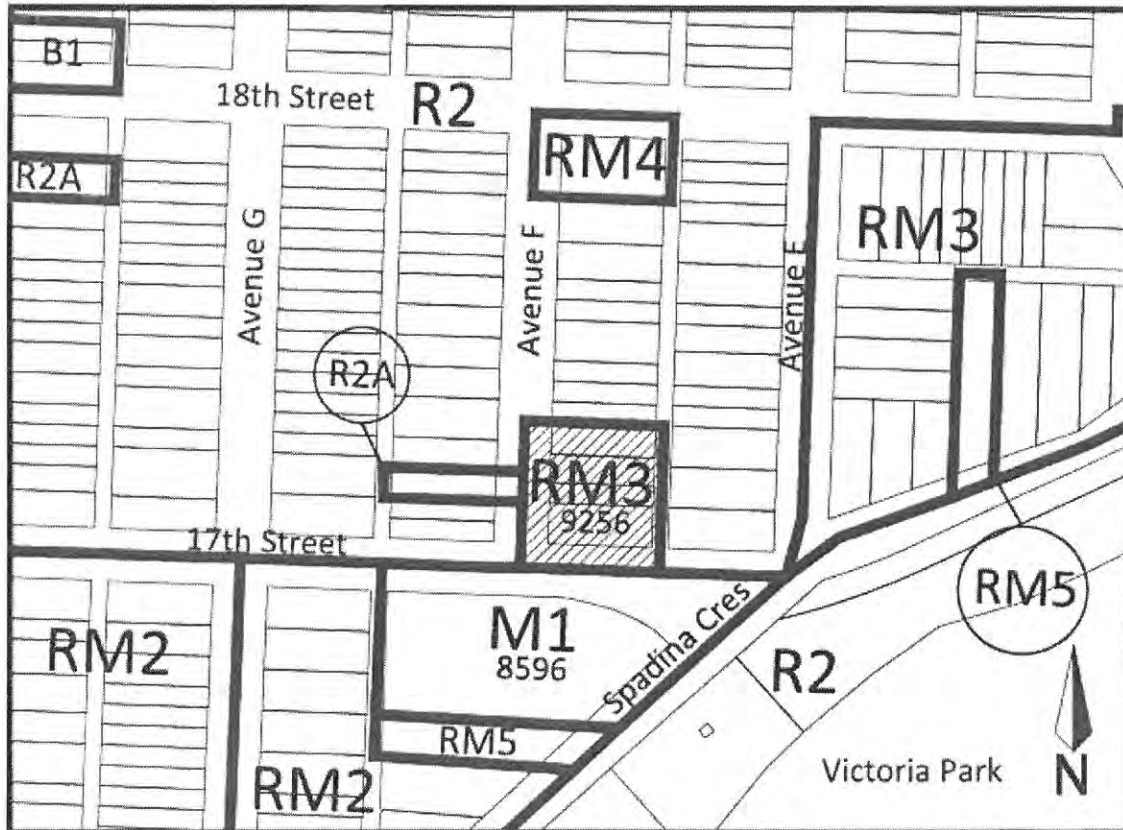 B1
18th Street
R2
RM4
R2A
RM3
Avenue G
Avenue F
Avenue E
R2A
RM3
9256
17th Street
RM5
M1
8596
RM2
Spadina Cres
R2
RM5
RM2
Victoria Park
N